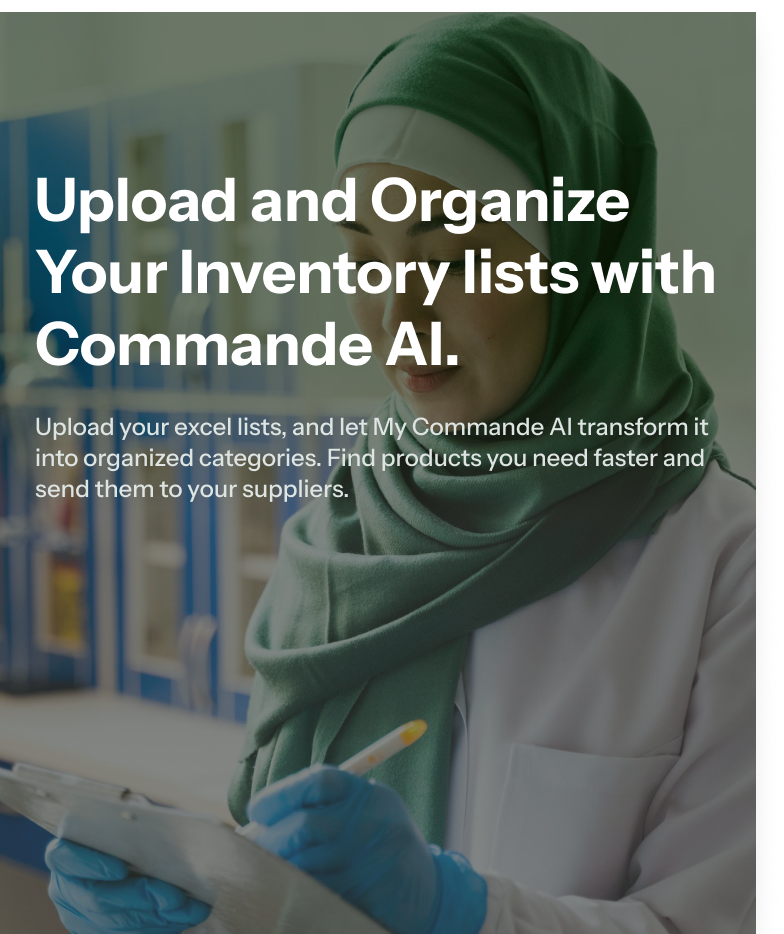 Upload and Organize
Your Inventory lists with
Commande AI.
Upload your excel lists, and let My Commande AI transform it
into organized categories. Find products you need faster and
send them to your suppliers.